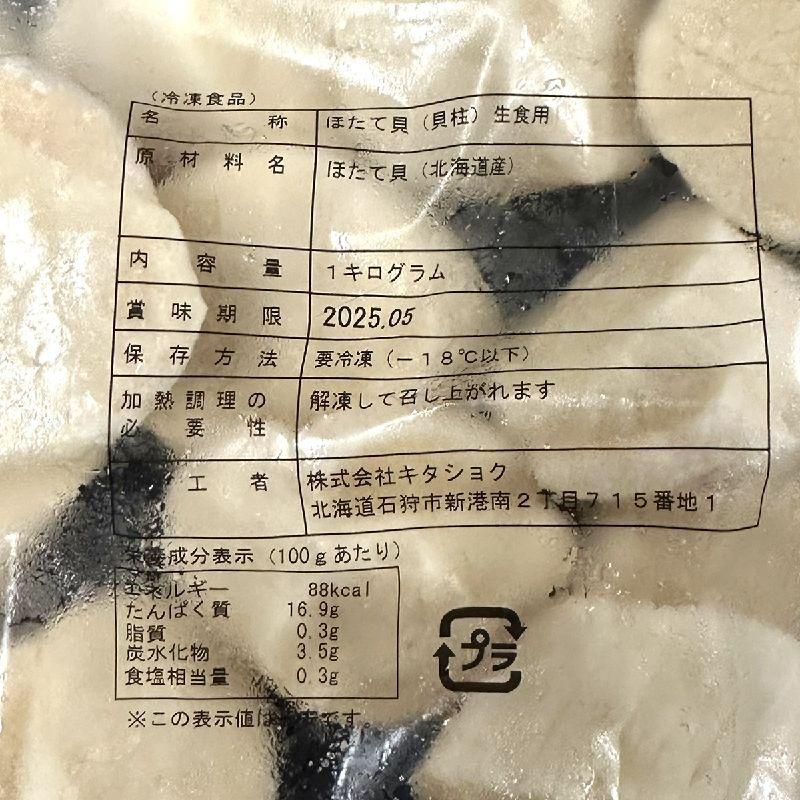 （冷凍食品）
名称 ほたて貝（貝柱）生食用
原材料名 ほたて貝（北海道産）
内容量 1キログラム
賞味期限 2025.05
保存方法 要冷凍（－18℃以下）
加熱調理の 解凍して召し上がれます
必要性
工者 株式会社キタショク
北海道石狩市新港南2丁目715番地1
栄養成分表示（100gあたり）
エネルギー 88kcal
たんぱく質 16.9g
脂質 0.3g
炭水化物 3.5g
食塩相当量 0.3g
プラ
※この表示値は です。